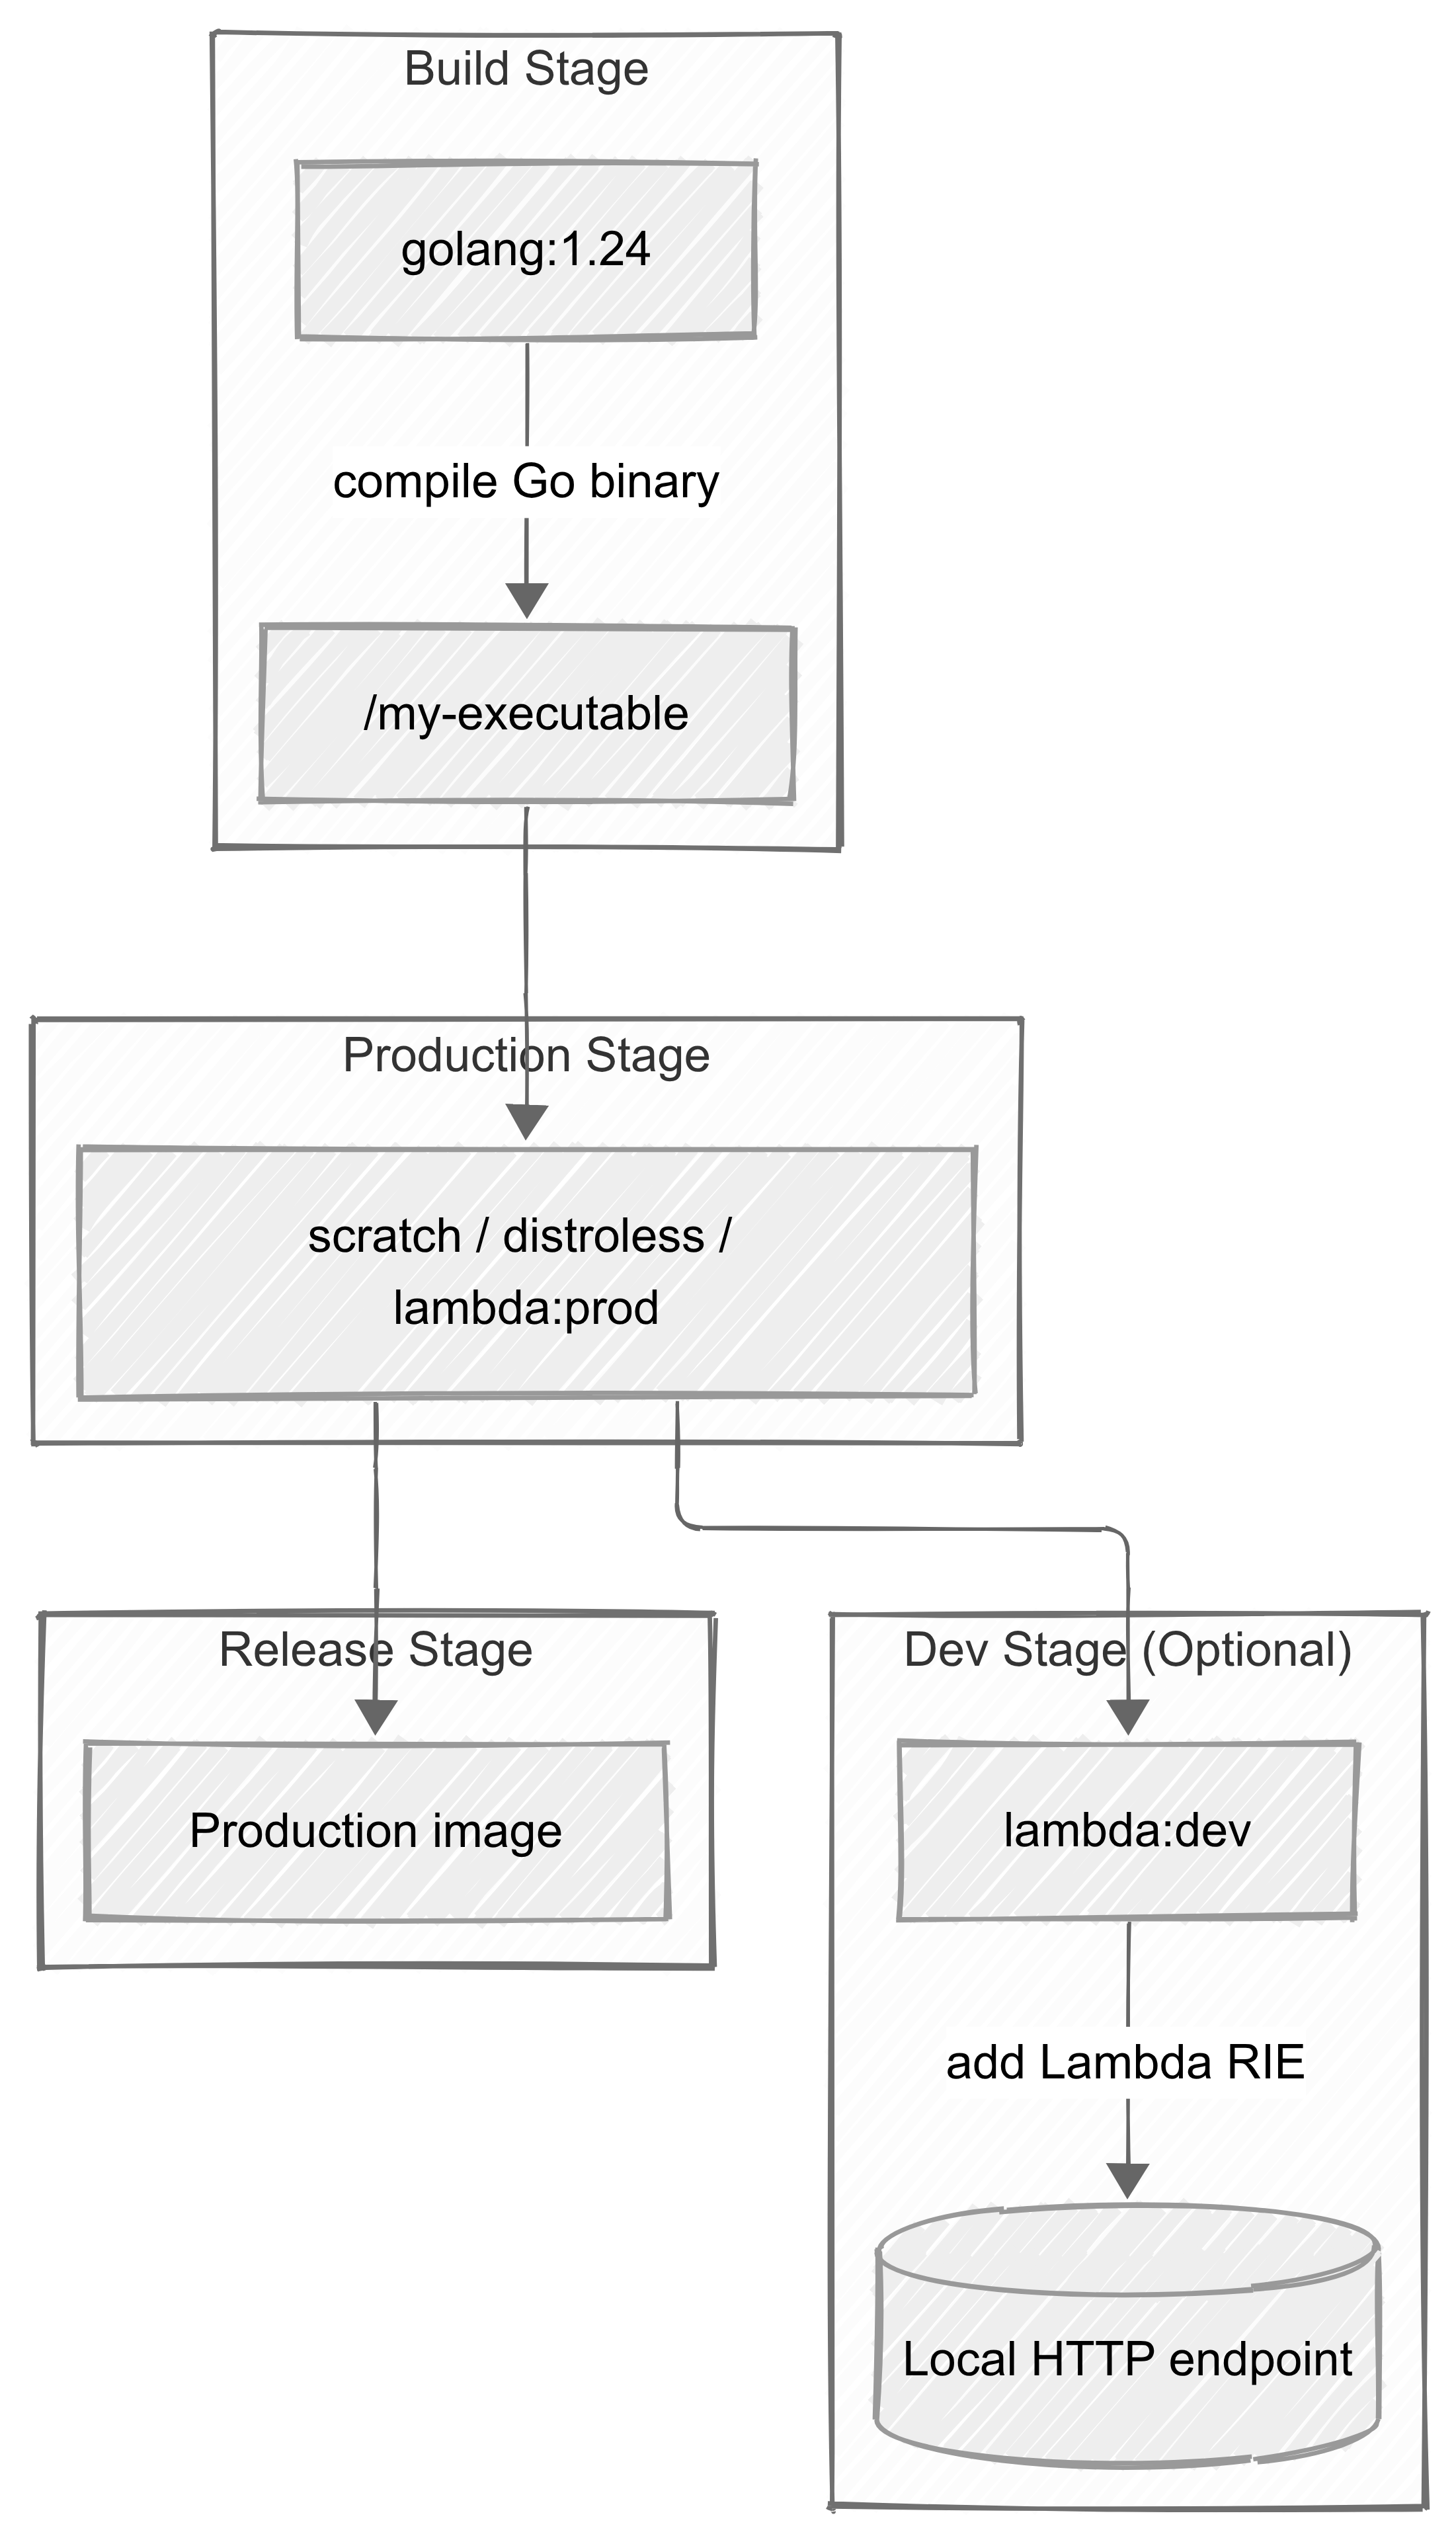 Build Stage
golang:1.24
compile Go binary
/my-executable
Production Stage
scratch / distroless /
lambda:prod
Release Stage
Production image
Dev Stage (Optional)
lambda:dev
add Lambda RIE
Local HTTP endpoint